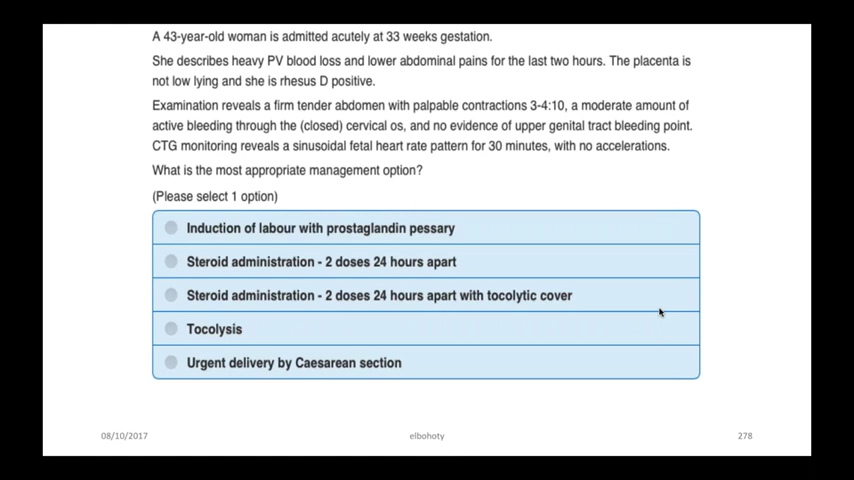 A 43-year-old woman is admitted acutely at 33 weeks gestation.
She describes heavy PV blood loss and lower abdominal pains for the last two hours. The placenta is
not low lying and she is rhesus D positive.
Examination reveals a firm tender abdomen with palpable contractions 3-4:10, a moderate amount of
active bleeding through the (closed) cervical os, and no evidence of upper genital tract bleeding point.
CTG monitoring reveals a sinusoidal fetal heart rate pattern for 30 minutes, with no accelerations.
What is the most appropriate management option?
(Please select 1 option)
Induction of labour with prostaglandin pessary
Steroid administration - 2 doses 24 hours apart
Steroid administration - 2 doses 24 hours apart with tocolytic cover
Tocolysis
Urgent delivery by Caesarean section
08/10/2017
elbohoty
278